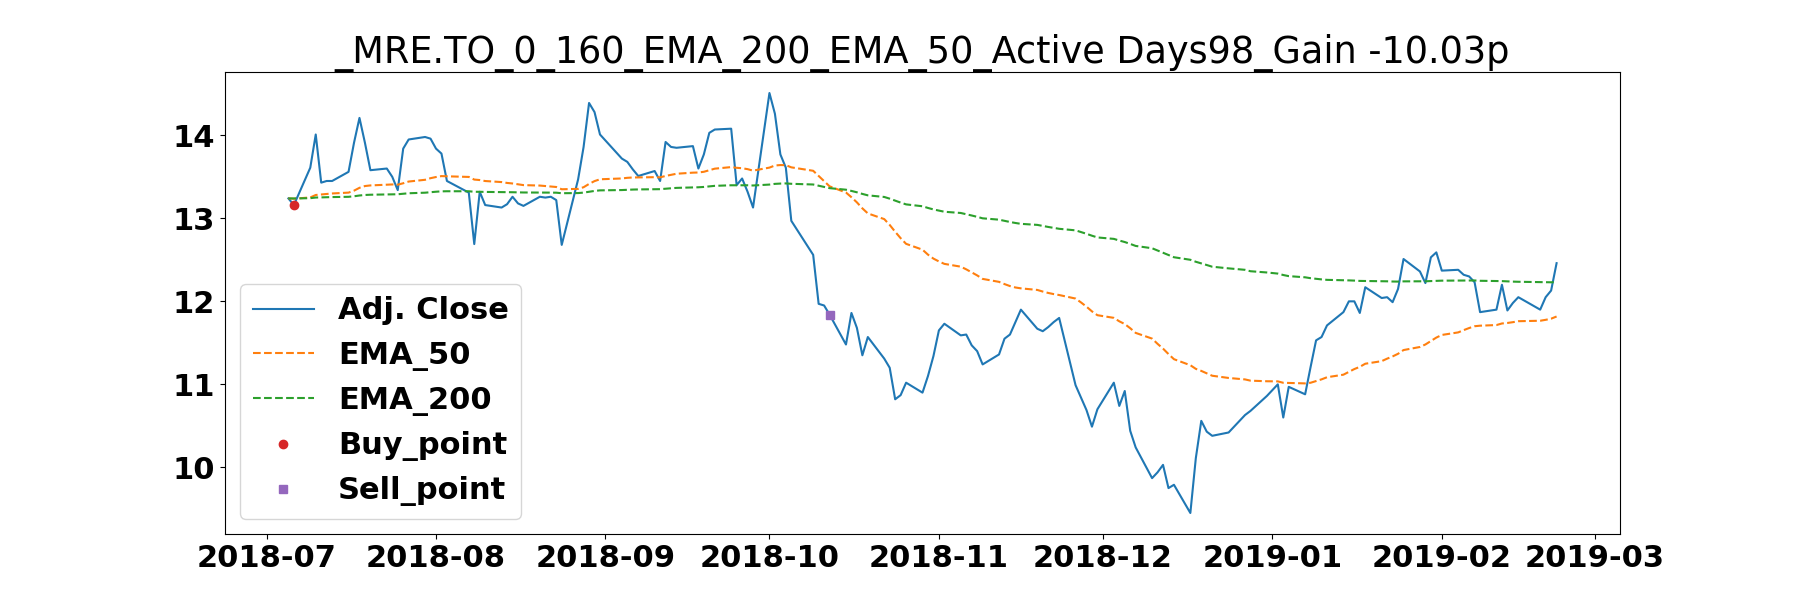 _MRE.TO_0_160_EMA_200_EMA_50_Active Days98_Gain -10.03p
14
13
12
11
10
Adj. Close
EMA_50
EMA_200
Buy_point
Sell_point
2018-07 2018-08 2018-09 2018-10 2018-11 2018-12 2019-01 2019-02 2019-03